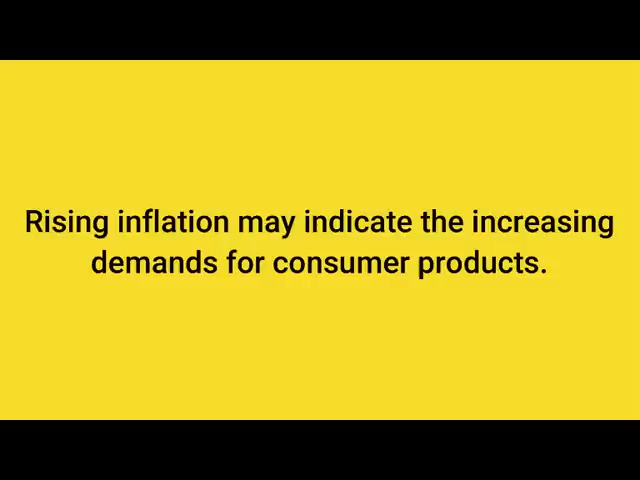 Rising inflation may indicate the increasing
demands for consumer products.